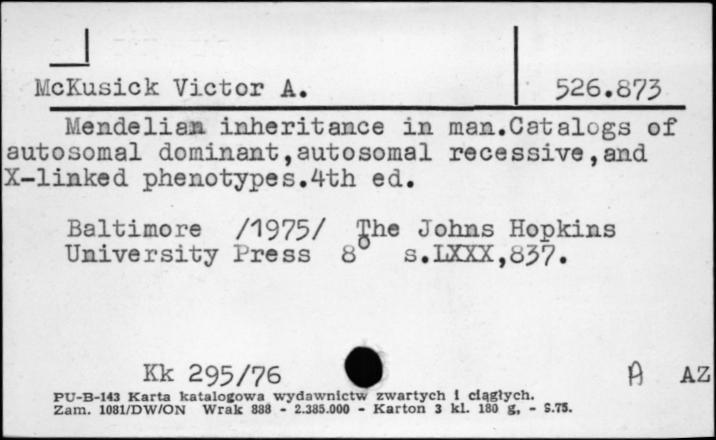 McKusick Victor A. 526.873
Mendelian inheritance in man.Catalogs of
autosomal dominant,autosomal recessive,and
X-linked phenotypes.4th ed.
Baltimore /1975/ The Johns Hopkins
University Press 8° s.LXXX,837.
Kk 295/76 A AZ
PU-B-143 Karta katalogowa wydawnictw zwartych i ciągłych.
Zam. 1081/DW/ON Wrak 888 - 2.385.000 - Karton 3 kl. 180 g, - S.75.